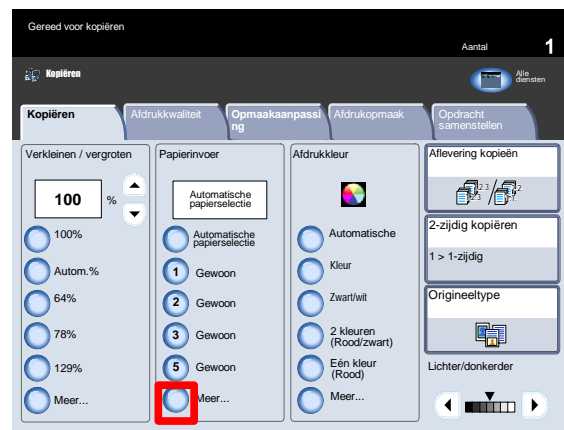 Gereed voor kopiëren
Aantal 1
Kopiëren
Alle
diensten
Kopiëren
Afdrukkwaliteit
Opmaakaanpassi
ng
Afdrukopmaak
Opdracht
samenstellen
Verkleinen / vergroten
100 %
100%
Autom.%
64%
78%
129%
Meer...
Papierinvoer
Automatische
papierselectie
Automatische
papierselectie
1 Gewoon
2 Gewoon
3 Gewoon
5 Gewoon
Meer...
Afdrukkleur
Automatische
Kleur
Zwart/wit
2 kleuren
(Rood/zwart)
Eén kleur
(Rood)
Meer...
Aflevering kopieën
2-zijdig kopiëren
1 > 1-zijdig
Origineeltype
Lichter/donkerder